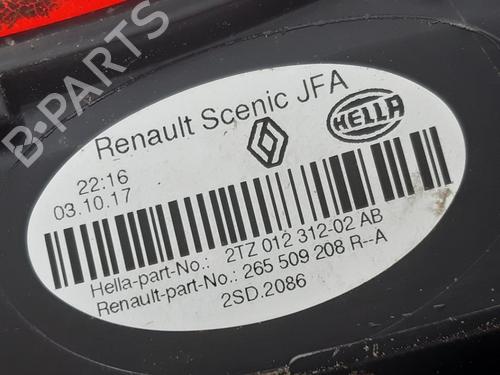 B-PARTS
Renault Scenic JFA
HELLA
22:16
03.10.17
Hella-part-No.: 2TZ 012 312-02 AB
Renault-part-No.: 265 509 208 R--A
2SD.2086